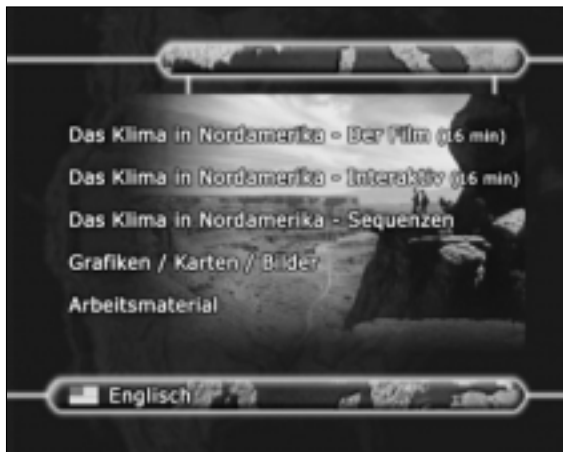 Das Klima in Nordamerika - Der Film (16 min)
Das Klima in Nordamerika - Interaktiv (16 min)
Das Klima in Nordamerika - Sequenzen
Grafiken / Karten / Bilder
Arbeitsmaterial
Englisch